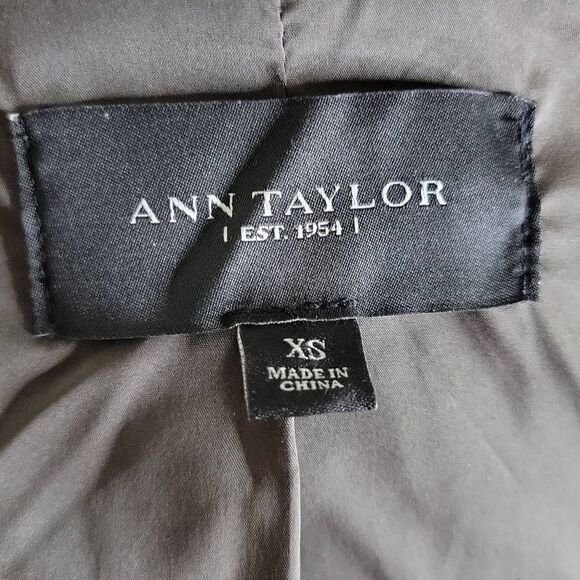 ANN TAYLOR
| EST. 1954 |
XS
MADE IN
CHINA